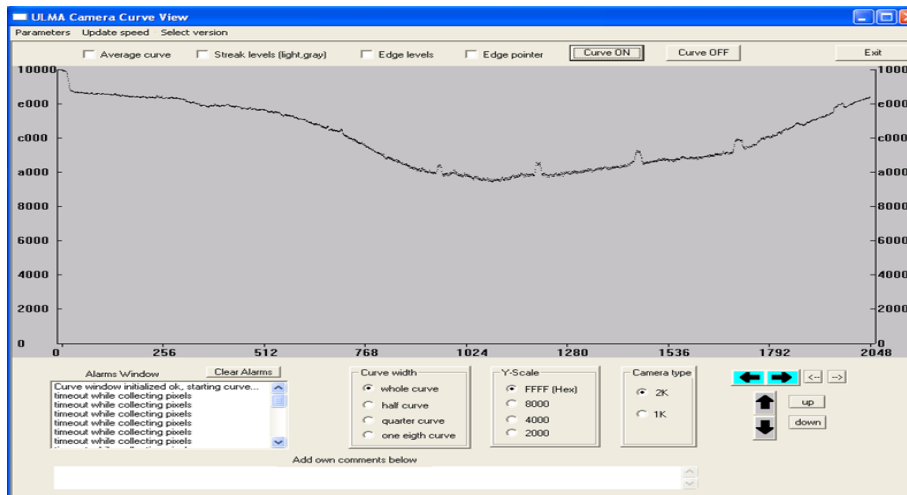 ULMA Camera Curve View
Parameters Update speed Select version
Average curve Streak levels (light,gray) Edge levels Edge pointer Curve ON Curve OFF Exit
10000 1000
e000 e000
c000 c000
a000 a000
8000 8000
6000 6000
4000 4000
2000 2000
0 0
0 256 512 768 1024 1280 1536 1792 2048
Alarms Window Clear Alarms
Curve window initialized ok, starting curve...
timeout while collecting pixels
timeout while collecting pixels
timeout while collecting pixels
timeout while collecting pixels
timeout while collecting pixels
timeout while collecting pixels
Curve width
whole curve
half curve
quarter curve
one eigth curve
Y-Scale
FFFF (Hex)
8000
4000
2000
Camera type
2K
1K
<-- -->
up
down
Add own comments below